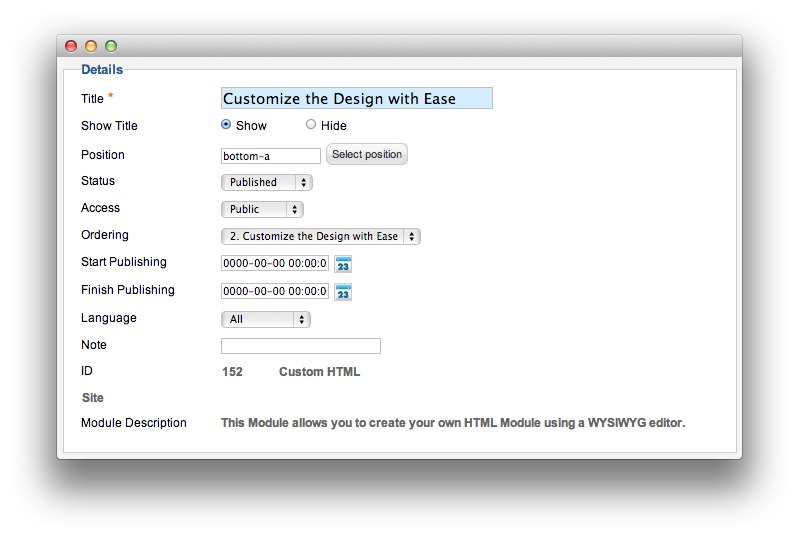 Details
Title * Customize the Design with Ease
Show Title Show Hide
Position bottom-a Select position
Status Published
Access Public
Ordering 2. Customize the Design with Ease
Start Publishing 0000-00-00 00:00:0 23
Finish Publishing 0000-00-00 00:00:0 23
Language All
Note
ID 152 Custom HTML
Site
Module Description This Module allows you to create your own HTML Module using a WYSIWYG editor.